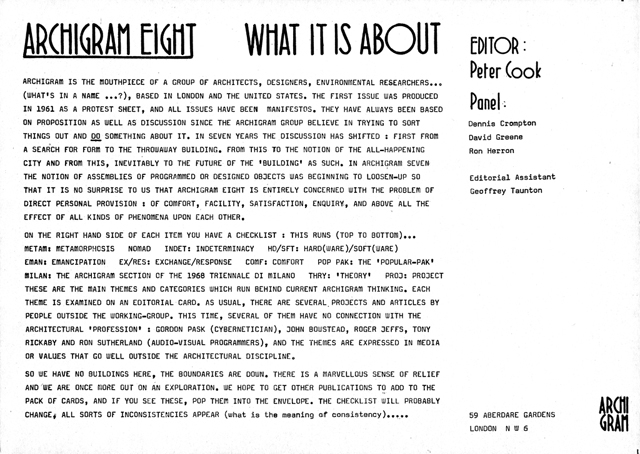 ARCHIGRAM EIGHT WHAT IT IS ABOUT
ARCHIGRAM IS THE MOUTHPIECE OF A GROUP OF ARCHITECTS, DESIGNERS, ENVIRONMENTAL RESEARCHERS...
(WHAT'S IN A NAME ...?), BASED IN LONDON AND THE UNITED STATES. THE FIRST ISSUE WAS PRODUCED
IN 1961 AS A PROTEST SHEET, AND ALL ISSUES HAVE BEEN MANIFESTOS. THEY HAVE ALWAYS BEEN BASED
ON PROPOSITION AS WELL AS DISCUSSION SINCE THE ARCHIGRAM GROUP BELIEVE IN TRYING TO SORT
THINGS OUT AND DO SOMETHING ABOUT IT. IN SEVEN YEARS THE DISCUSSION HAS SHIFTED : FIRST FROM
A SEARCH FOR FORM TO THE THROWAWAY BUILDING. FROM THIS TO THE NOTION OF THE ALL-HAPPENING
CITY AND FROM THIS, INEVITABLY TO THE FUTURE OF THE 'BUILDING' AS SUCH. IN ARCHIGRAM SEVEN
THE NOTION OF ASSEMBLIES OF PROGRAMMED OR DESIGNED OBJECTS WAS BEGINNING TO LOOSEN-UP SO
THAT IT IS NO SURPRISE TO US THAT ARCHIGRAM EIGHT IS ENTIRELY CONCERNED WITH THE PROBLEM OF
DIRECT PERSONAL PROVISION : OF COMFORT, FACILITY, SATISFACTION, ENQUIRY, AND ABOVE ALL THE
EFFECT OF ALL KINDS OF PHENOMENA UPON EACH OTHER.
ON THE RIGHT HAND SIDE OF EACH ITEM YOU HAVE A CHECKLIST : THIS RUNS (TOP TO BOTTOM)...
METAM: METAMORPHOSIS NOMAD INDET: INDETERMINACY HD/SFT: HARD(WARE)/SOFT(WARE)
EMAN: EMANCIPATION EX/RES: EXCHANGE/RESPONSE COMF: COMFORT POP PAK: THE 'POPULAR-PAK'
MILAN: THE ARCHIGRAM SECTION OF THE 1968 TRIENNALE DI MILANO THRY: 'THEORY' PROJ: PROJECT
THESE ARE THE MAIN THEMES AND CATEGORIES WHICH RUN BEHIND CURRENT ARCHIGRAM THINKING. EACH
THEME IS EXAMINED ON AN EDITORIAL CARD. AS USUAL, THERE ARE SEVERAL PROJECTS AND ARTICLES BY
PEOPLE OUTSIDE THE WORKING-GROUP. THIS TIME, SEVERAL OF THEM HAVE NO CONNECTION WITH THE
ARCHITECTURAL 'PROFESSION' : GORDON PASK (CYBERNETICIAN), JOHN BOUSTEAD, ROGER JEFFS, TONY
RICKABY AND RON SUTHERLAND (AUDIO-VISUAL PROGRAMMERS), AND THE THEMES ARE EXPRESSED IN MEDIA
OR VALUES THAT GO WELL OUTSIDE THE ARCHITECTURAL DISCIPLINE.
SO WE HAVE NO BUILDINGS HERE, THE BOUNDARIES ARE DOWN. THERE IS A MARVELLOUS SENSE OF RELIEF
AND WE ARE ONCE MORE OUT ON AN EXPLORATION. WE HOPE TO GET OTHER PUBLICATIONS TO ADD TO THE
PACK OF CARDS, AND IF YOU SEE THESE, POP THEM INTO THE ENVELOPE. THE CHECKLIST WILL PROBABLY
CHANGE, ALL SORTS OF INCONSISTENCIES APPEAR (what is the meaning of consistency).....
EDITOR :
Peter Cook
Panel :
Dennis Crompton
David Greene
Ron Herron
Editorial Assistant
Geoffrey Taunton
59 ABERDARE GARDENS
LONDON N W 6
ARCHI
GRAM